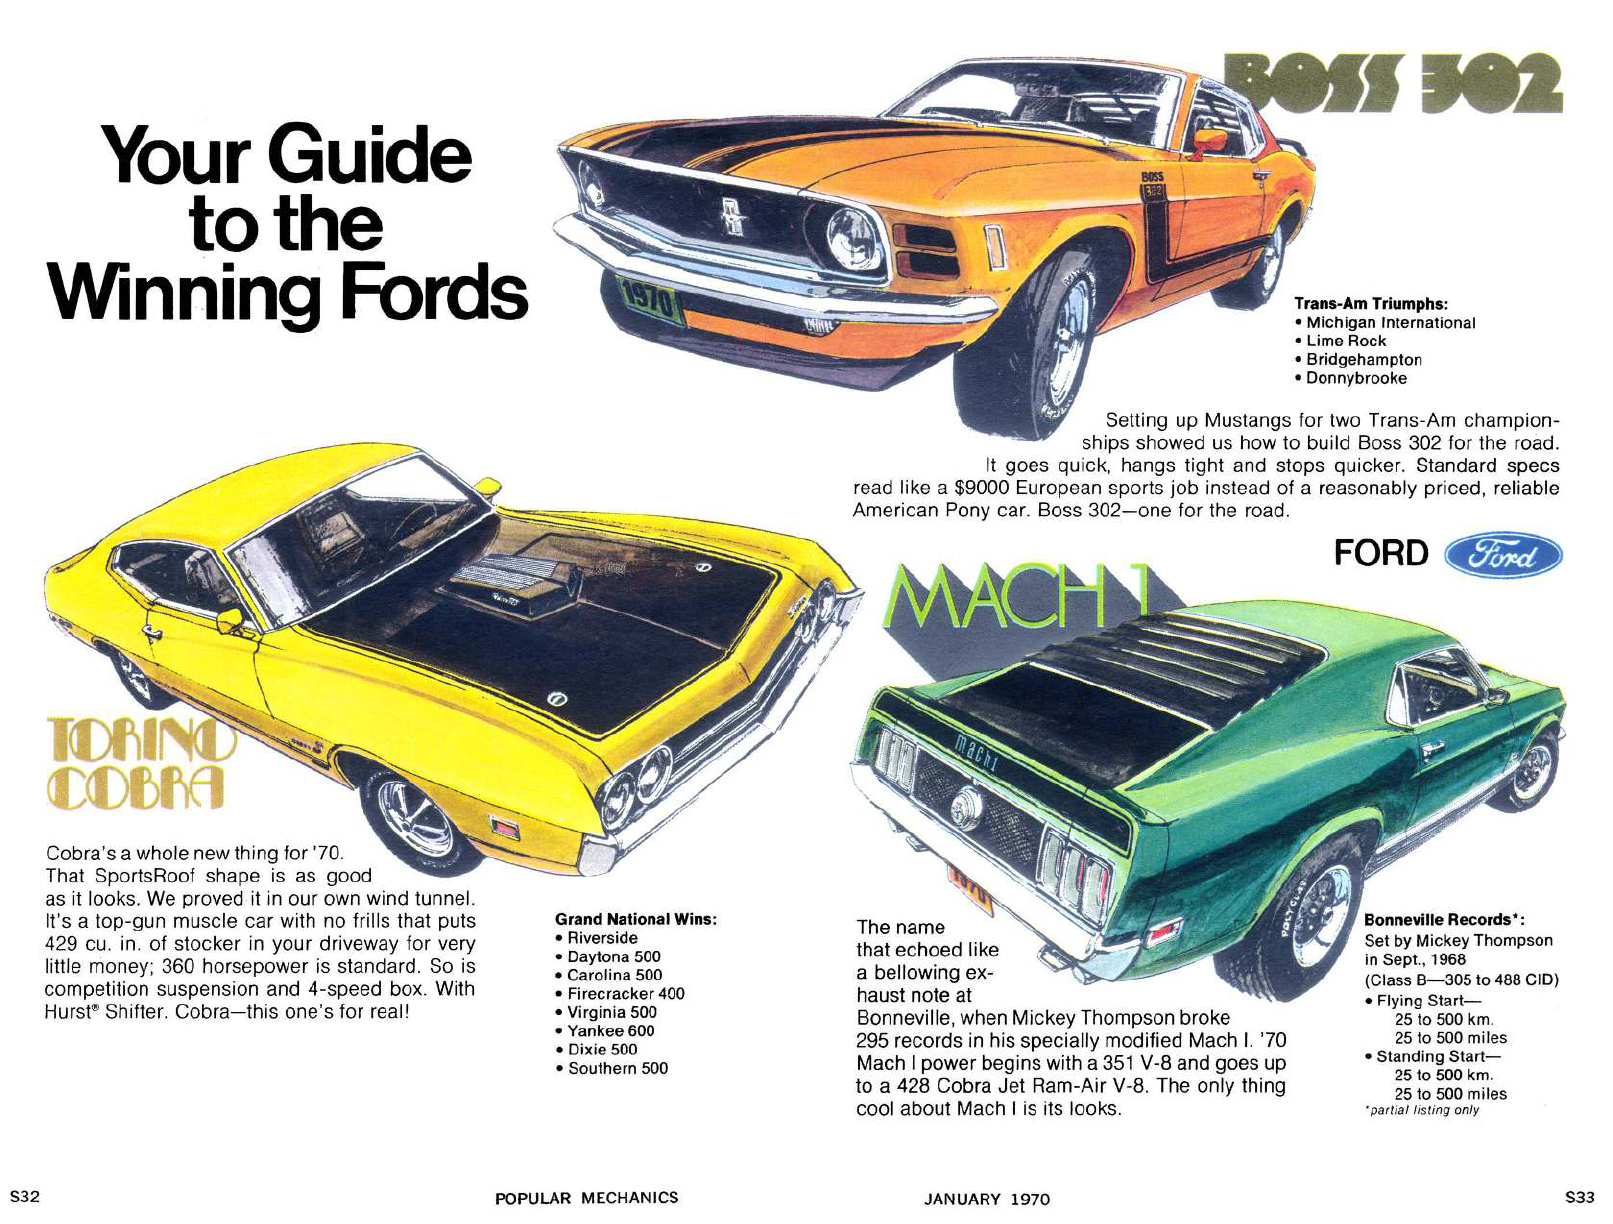 Your Guide
to the
Winning Fords
BOSS 302
BOSS
302
1970
Trans-Am Triumphs:
• Michigan International
• Lime Rock
• Bridgehampton
• Donnybrooke
Setting up Mustangs for two Trans-Am champion-
ships showed us how to build Boss 302 for the road.
It goes quick, hangs tight and stops quicker. Standard specs
read like a $9000 European sports job instead of a reasonably priced, reliable
American Pony car. Boss 302—one for the road.
FORD Ford
TORINO
COBRA
Cobra's a whole new thing for '70.
That SportsRoof shape is as good
as it looks. We proved it in our own wind tunnel.
It's a top-gun muscle car with no frills that puts
429 cu. in. of stocker in your driveway for very
little money; 360 horsepower is standard. So is
competition suspension and 4-speed box. With
Hurst® Shifter. Cobra—this one's for real!
Grand National Wins:
• Riverside
• Daytona 500
• Carolina 500
• Firecracker 400
• Virginia 500
• Yankee 600
• Dixie 500
• Southern 500
MACH 1
mach 1
1970
POLYGLAS
The name
that echoed like
a bellowing ex-
haust note at
Bonneville, when Mickey Thompson broke
295 records in his specially modified Mach I. '70
Mach I power begins with a 351 V-8 and goes up
to a 428 Cobra Jet Ram-Air V-8. The only thing
cool about Mach I is its looks.
Bonneville Records*:
Set by Mickey Thompson
in Sept., 1968
(Class B—305 to 488 CID)
• Flying Start—
25 to 500 km.
25 to 500 miles
• Standing Start—
25 to 500 km.
25 to 500 miles
*partial listing only
S32
POPULAR MECHANICS
JANUARY 1970
S33